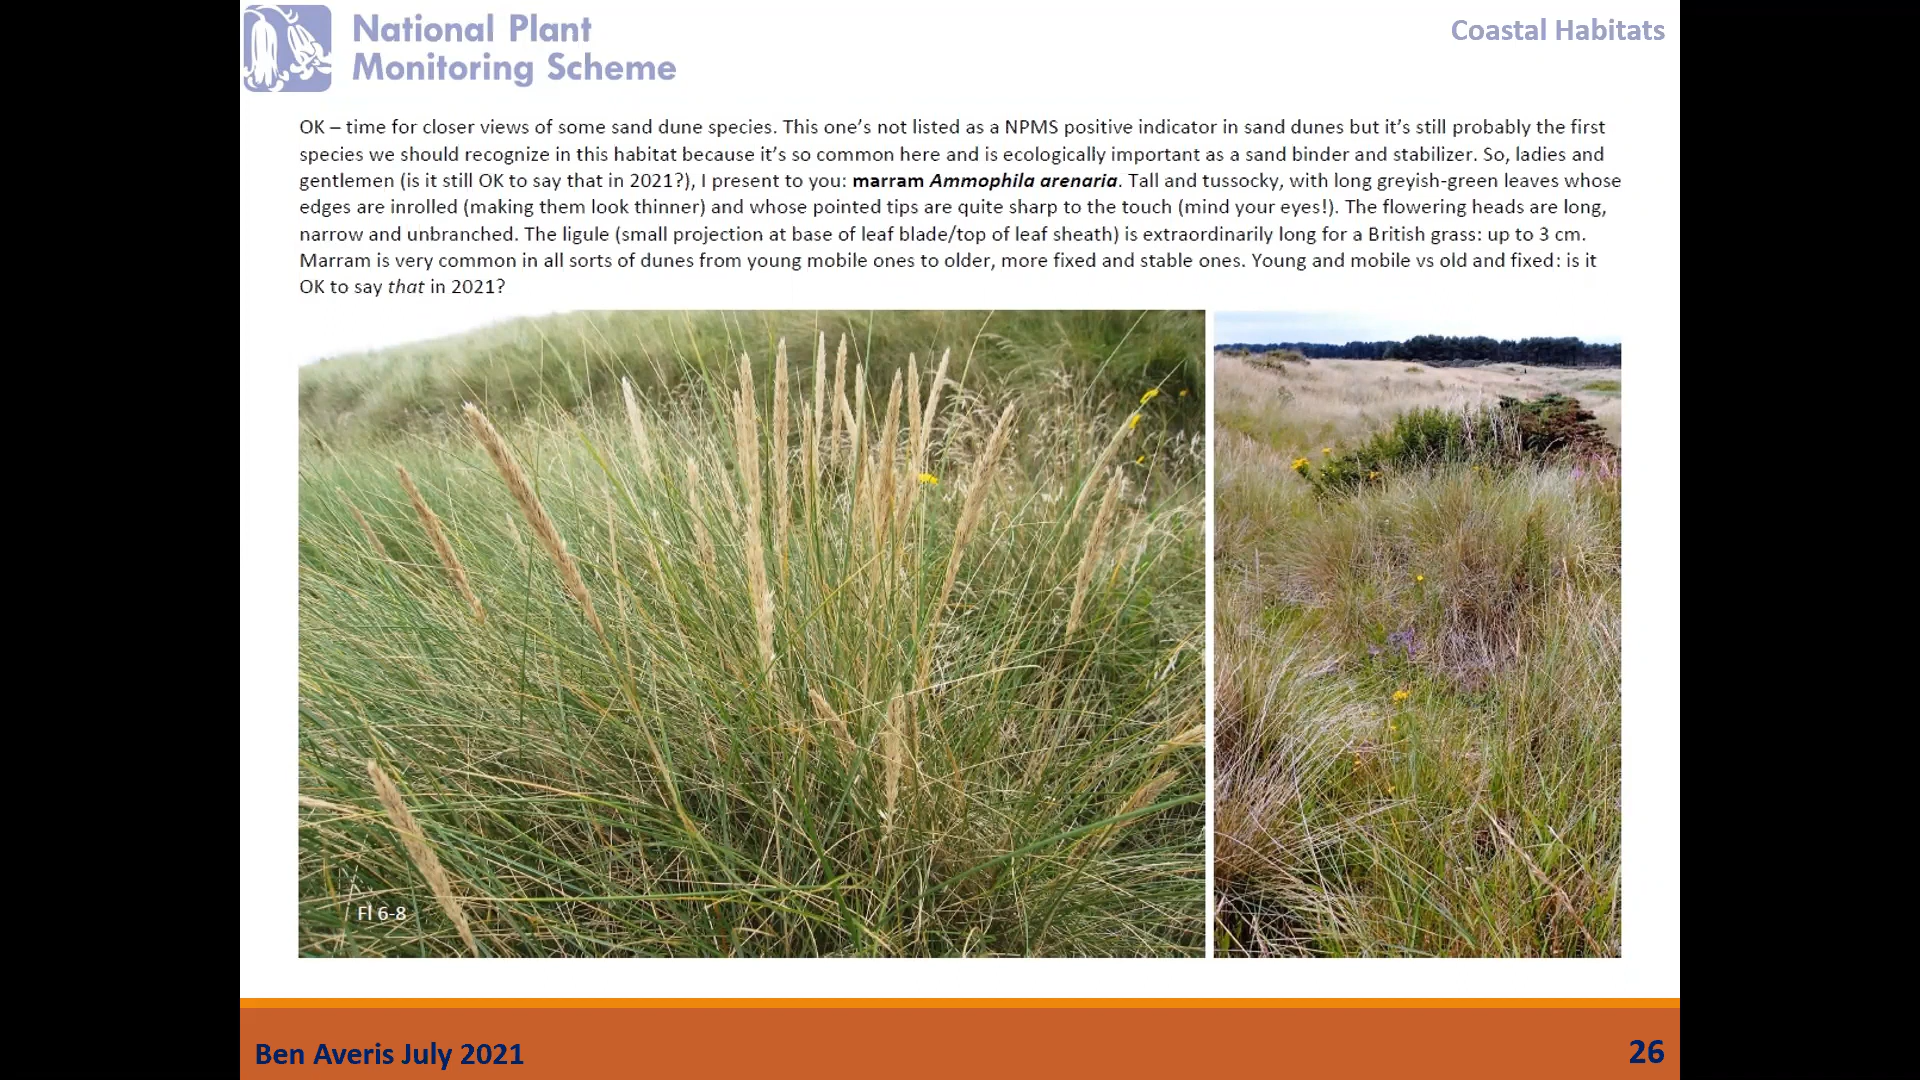 National Plant
Monitoring Scheme
Coastal Habitats
OK – time for closer views of some sand dune species. This one's not listed as a NPMS positive indicator in sand dunes but it's still probably the first
species we should recognize in this habitat because it's so common here and is ecologically important as a sand binder and stabilizer. So, ladies and
gentlemen (is it still OK to say that in 2021?), I present to you: marram Ammophila arenaria. Tall and tussocky, with long greyish-green leaves whose
edges are inrolled (making them look thinner) and whose pointed tips are quite sharp to the touch (mind your eyes!). The flowering heads are long,
narrow and unbranched. The ligule (small projection at base of leaf blade/top of leaf sheath) is extraordinarily long for a British grass: up to 3 cm.
Marram is very common in all sorts of dunes from young mobile ones to older, more fixed and stable ones. Young and mobile vs old and fixed: is it
OK to say that in 2021?
Fl 6-8
Ben Averis July 2021
26